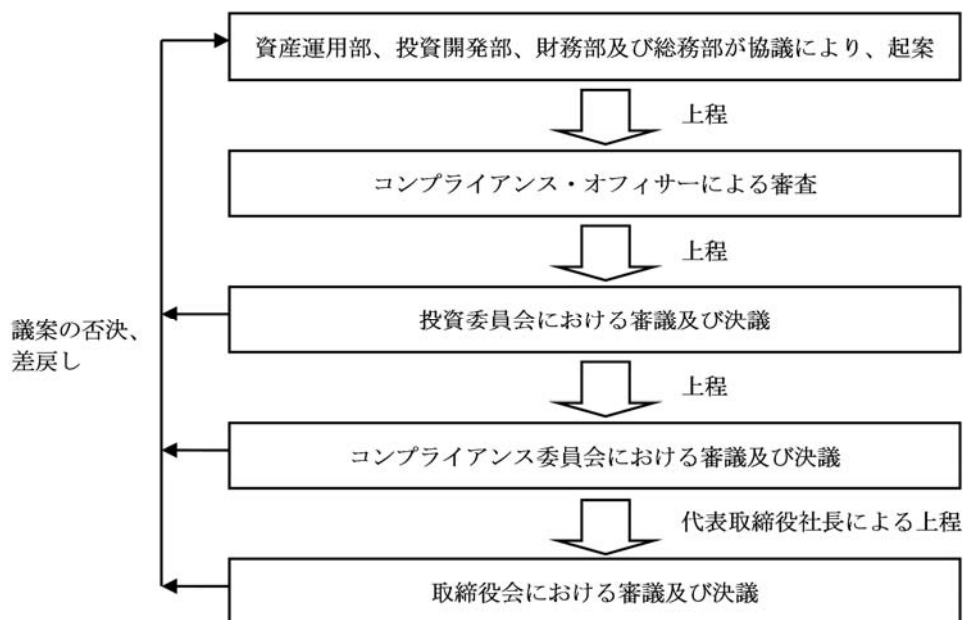 資産運用部、投資開発部、財務部及び総務部が協議により、起案
上程
コンプライアンス・オフィサーによる審査
上程
投資委員会における審議及び決議
議案の否決、
差戻し
上程
コンプライアンス委員会における審議及び決議
代表取締役社長による上程
取締役会における審議及び決議